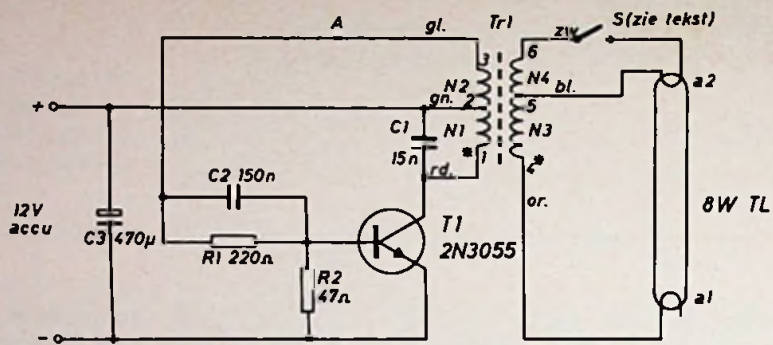 A
gl.
Tr1
zw
S(zie tekst)
3
6
N2
N4
a2
+
gn.
2
bl.
5
C1
N1
N3
15n
*
1
4*
rd.
or.
C2 150n
12V
accu
C3 470µ
T1
2N3055
8W TL
R1 220Ω
R2
47Ω
a1
-